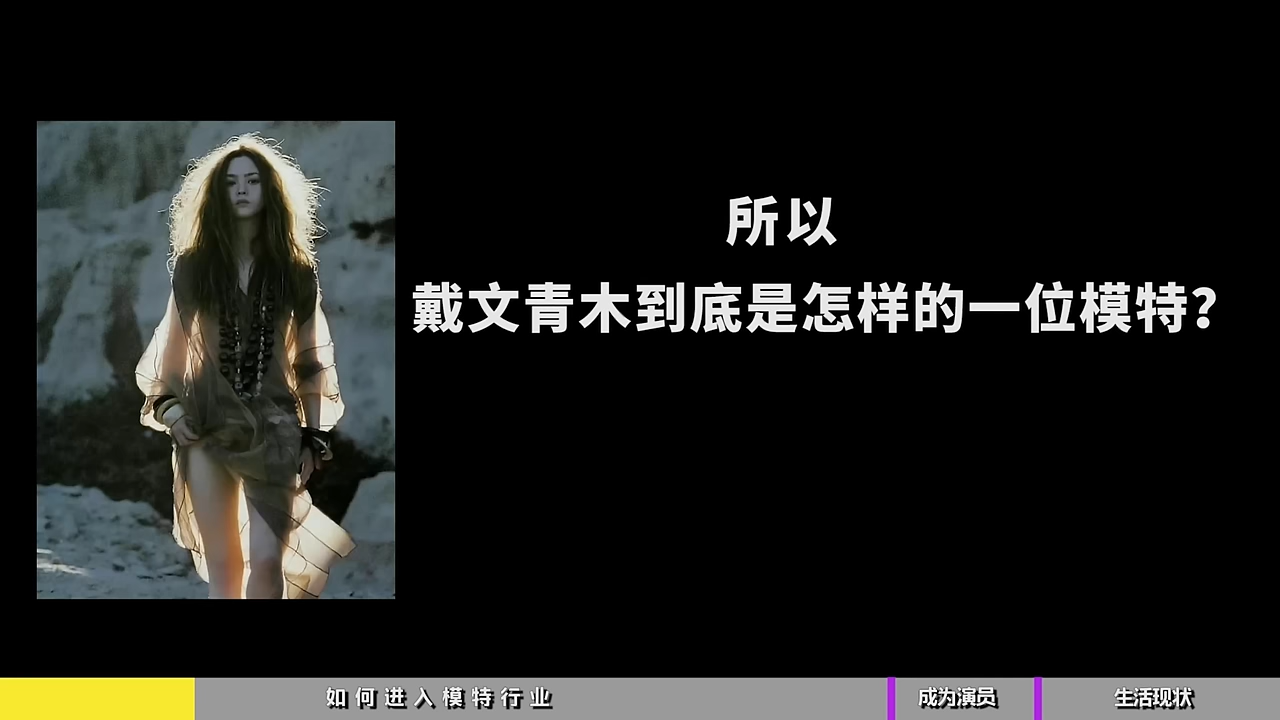 所以
戴文青木到底是怎样的一位模特?
如何进入模特行业
成为演员
生活现状